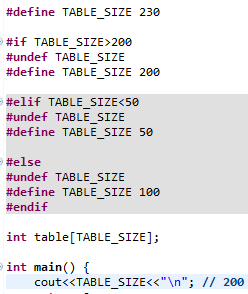 #define TABLE_SIZE 230
#if TABLE_SIZE>200
#undef TABLE_SIZE
#define TABLE_SIZE 200
#elif TABLE_SIZE<50
#undef TABLE_SIZE
#define TABLE_SIZE 50
#else
#undef TABLE_SIZE
#define TABLE_SIZE 100
#endif
int table[TABLE_SIZE];
int main() {
cout<<TABLE_SIZE<<"\n"; // 200